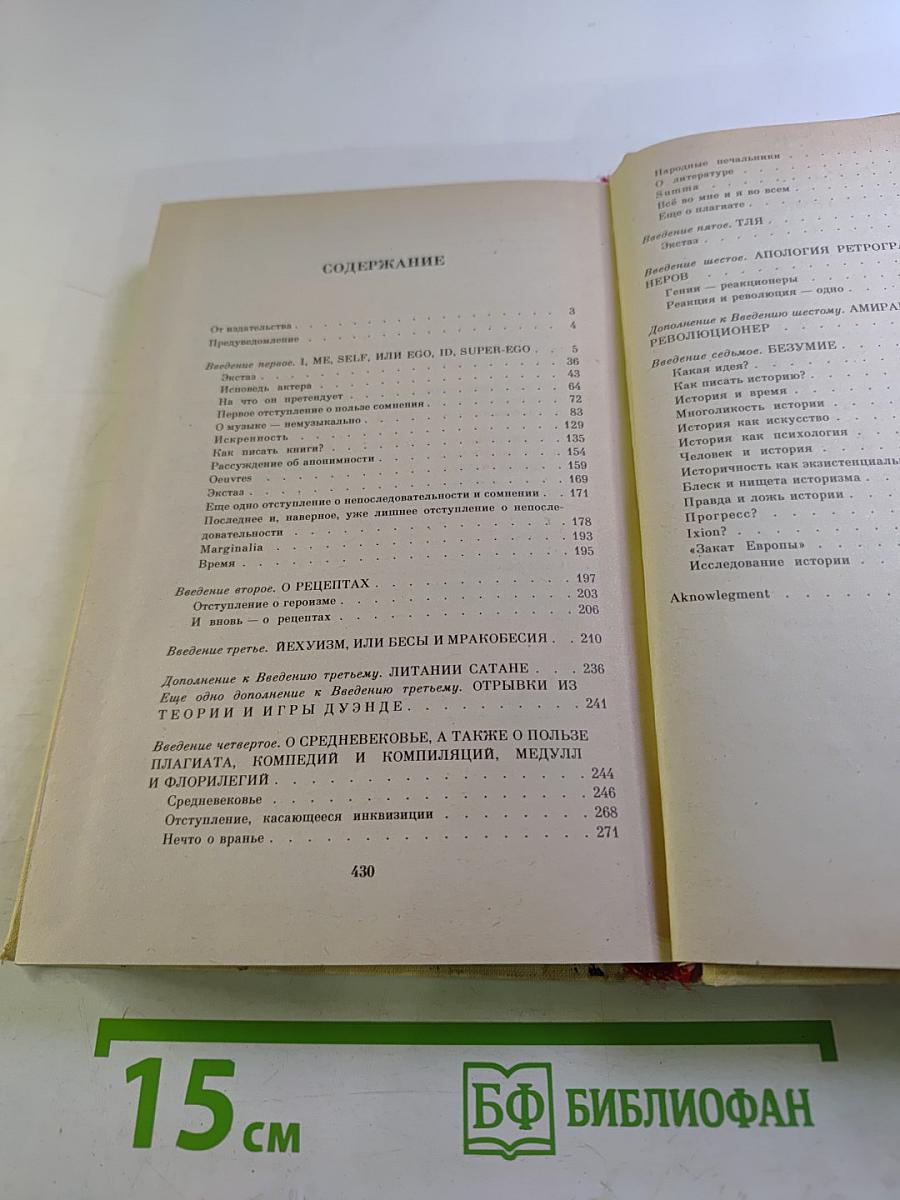 СОДЕРЖАНИЕ
От издательства . . . 3
Предуведомление . . . 4
Введение первое. I, ME, SELF, ИЛИ EGO, ID, SUPER-EGO . . 5
Экстаз . . . 36
Исповедь актера . . . 43
На что он претендует . . . 64
Первое отступление о пользе сомнения . . . 72
О музыке — немузыкально . . . 83
Искренность . . . 129
Как писать книги? . . . 135
Рассуждение об анонимности . . . 154
Oeuvres . . . 159
Экстаз . . . 169
Еще одно отступление о непоследовательности и сомнении . . 171
Последнее и, наверное, уже лишнее отступление о непосле-
довательности . . . 178
Marginalia . . . 193
Время . . . 195
Введение второе. О РЕЦЕПТАХ . . . 197
Отступление о героизме . . . 203
И вновь — о рецептах . . . 206
Введение третье. ЙЕХУИЗМ, ИЛИ БЕСЫ И МРАКОБЕСИЯ . . 210
Дополнение к Введению третьему. ЛИТАНИИ САТАНЕ . . . 236
Еще одно дополнение к Введению третьему. ОТРЫВКИ ИЗ
ТЕОРИИ И ИГРЫ ДУЭНДЕ . . . 241
Введение четвертое. О СРЕДНЕВЕКОВЬЕ, А ТАКЖЕ О ПОЛЬЗЕ
ПЛАГИАТА, КОМПЕДИЙ И КОМПИЛЯЦИЙ, МЕДУЛЛ
И ФЛОРИЛЕГИЙ . . . 244
Средневековье . . . 246
Отступление, касающееся инквизиции . . . 268
Нечто о вранье . . . 271
430
Народные печальники . . .
О литературе . . .
Summa . . .
Всё во мне и я во всем . . .
Еще о плагиате . . .
Введение пятое. ТЛЯ . . .
Экстаз . . .
Введение шестое. АПОЛОГИЯ РЕТРОГРА
НЕРОВ . . .
Гении — реакционеры . . .
Реакция и революция — одно . . .
Дополнение к Введению шестому. АМИРА
РЕВОЛЮЦИОНЕР . . .
Введение седьмое. БЕЗУМИЕ . . .
Какая идея? . . .
Как писать историю? . . .
История и время . . .
Многоликость истории . . .
История как искусство . . .
История как психология . . .
Человек и история . . .
Историчность как экзистенциаль
Блеск и нищета историзма . . .
Правда и ложь истории . . .
Прогресс? . . .
Ixion? . . .
«Закат Европы» . . .
Исследование истории . . .
Aknowlegment . . .
15 см
БФ БИБЛИОФАН